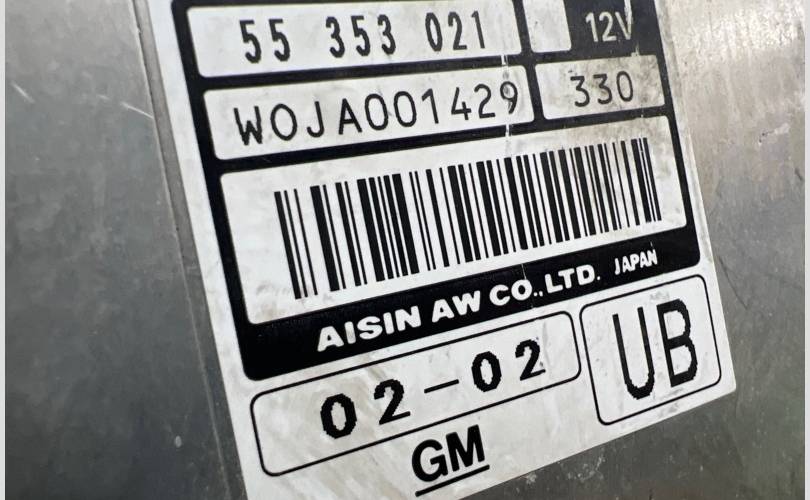 55 353 021 12V
WOJA001429 330
AISIN AW CO.,LTD. JAPAN
02-02 UB
GM